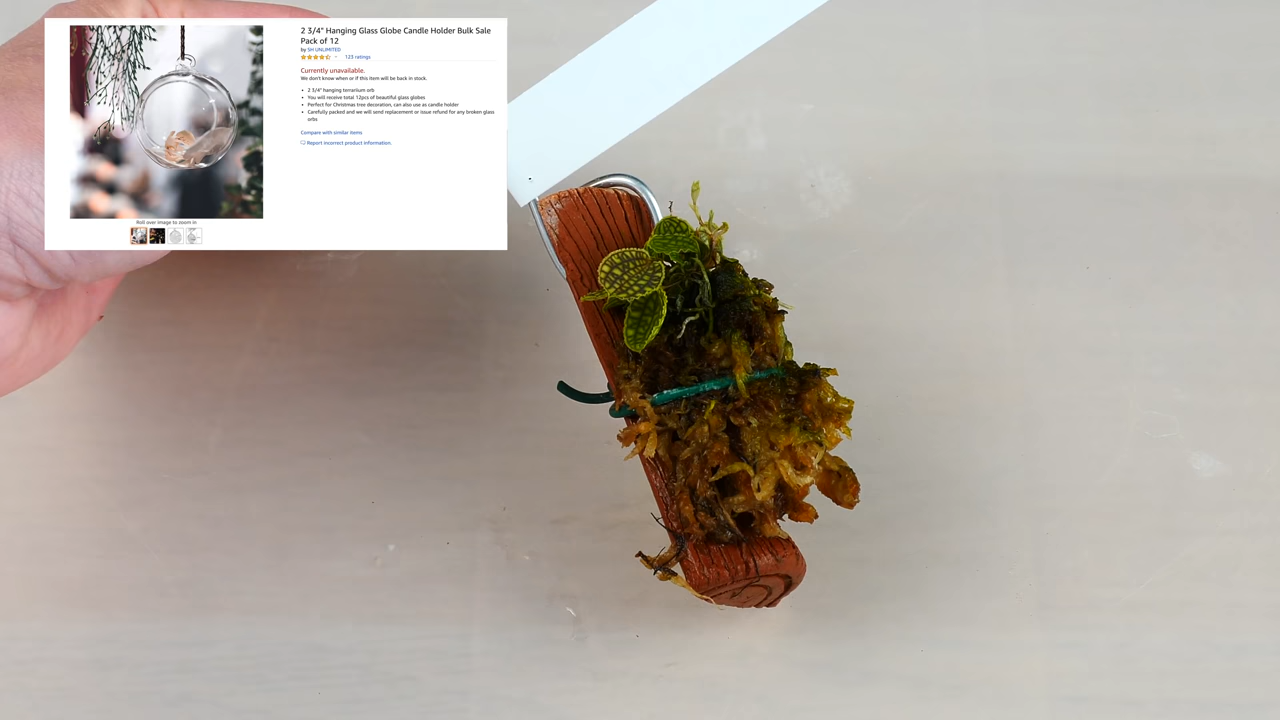 2 3/4" Hanging Glass Globe Candle Holder Bulk Sale
Pack of 12
by SH UNLIMITED
123 ratings
Currently unavailable.
We don't know when or if this item will be back in stock.
• 2 3/4" hanging terrarium orb
• You will receive total 12pcs of beautiful glass globes
• Perfect for Christmas tree decoration, can also use as candle holder
• Carefully packed and we will send replacement or issue refund for any broken glass
orbs
Compare with similar items
Report incorrect product information.
Roll over image to zoom in